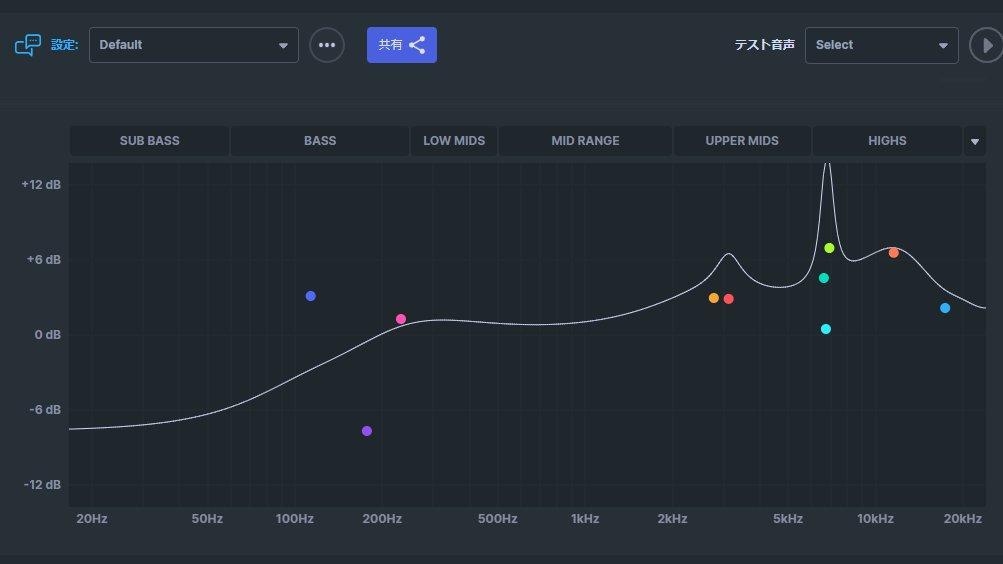 設定: Default 共有 テスト音声 Select
SUB BASS BASS LOW MIDS MID RANGE UPPER MIDS HIGHS
+12 dB
+6 dB
0 dB
-6 dB
-12 dB
20Hz 50Hz 100Hz 200Hz 500Hz 1kHz 2kHz 5kHz 10kHz 20kHz